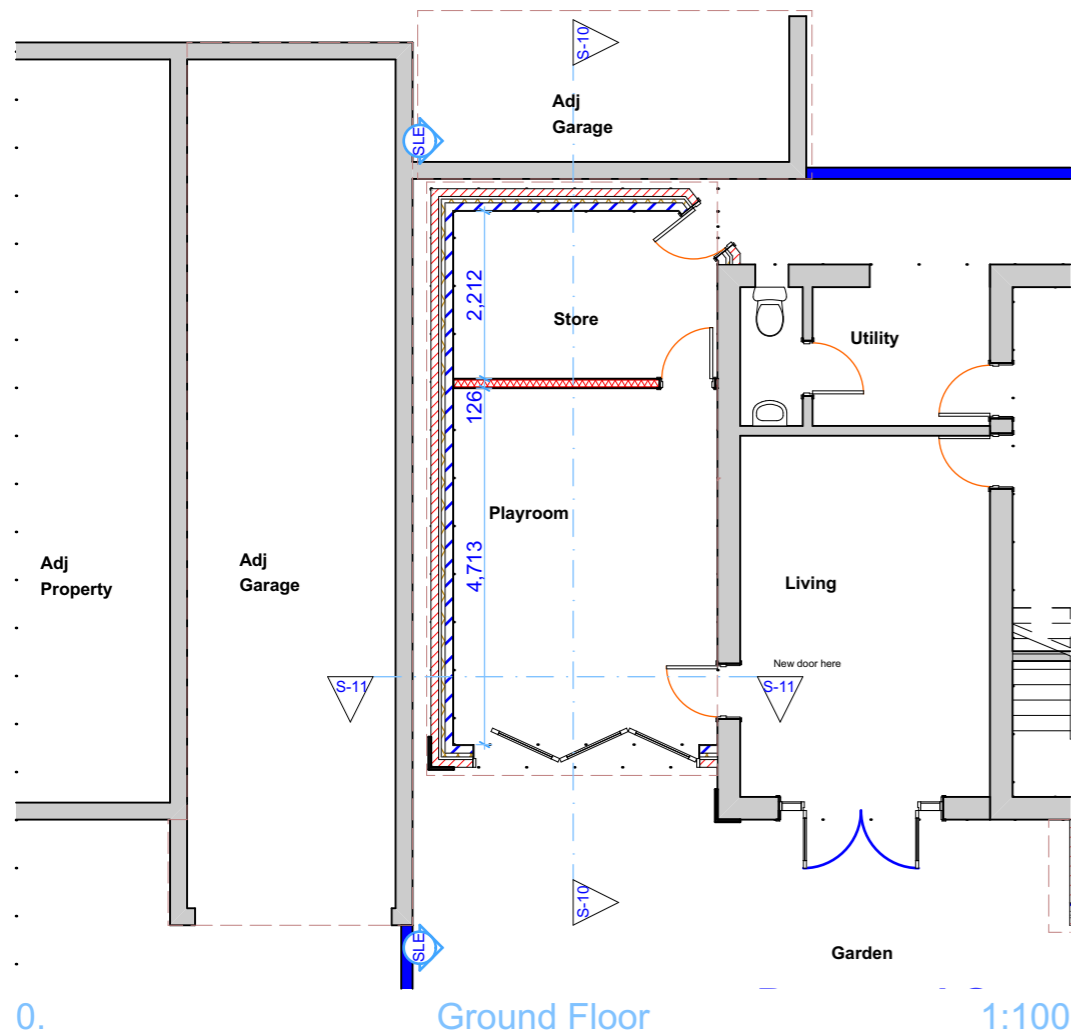 S-10
Adj
Garage
SLE
2,212
Store
Utility
126
Playroom
4,713
Adj
Property
Adj
Garage
Living
New door here
S-11
S-11
S-10
SLE
Garden
0.
Ground Floor
1:100